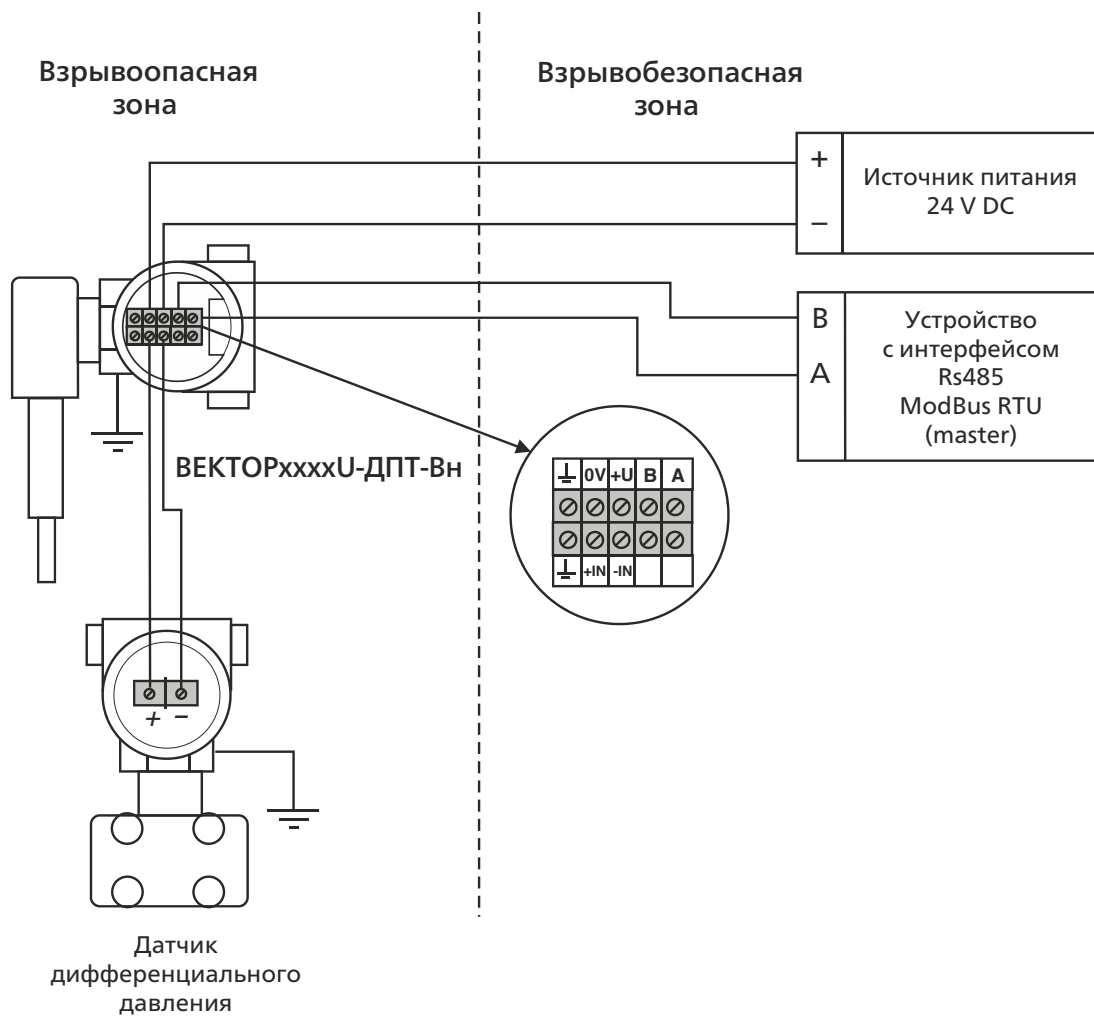 Взрывоопасная
зона
Взрывобезопасная
зона
+
–
Источник питания
24 V DC
B
A
Устройство
с интерфейсом
Rs485
ModBus RTU
(master)
ВЕКТОРxxxxU-ДПТ-Вн
0V +U B A
+IN -IN
+ –
Датчик
дифференциального
давления